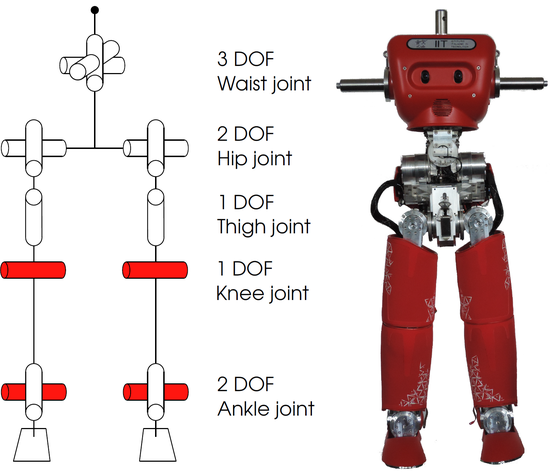 3 DOF
Waist joint
2 DOF
Hip joint
1 DOF
Thigh joint
1 DOF
Knee joint
2 DOF
Ankle joint
IIT